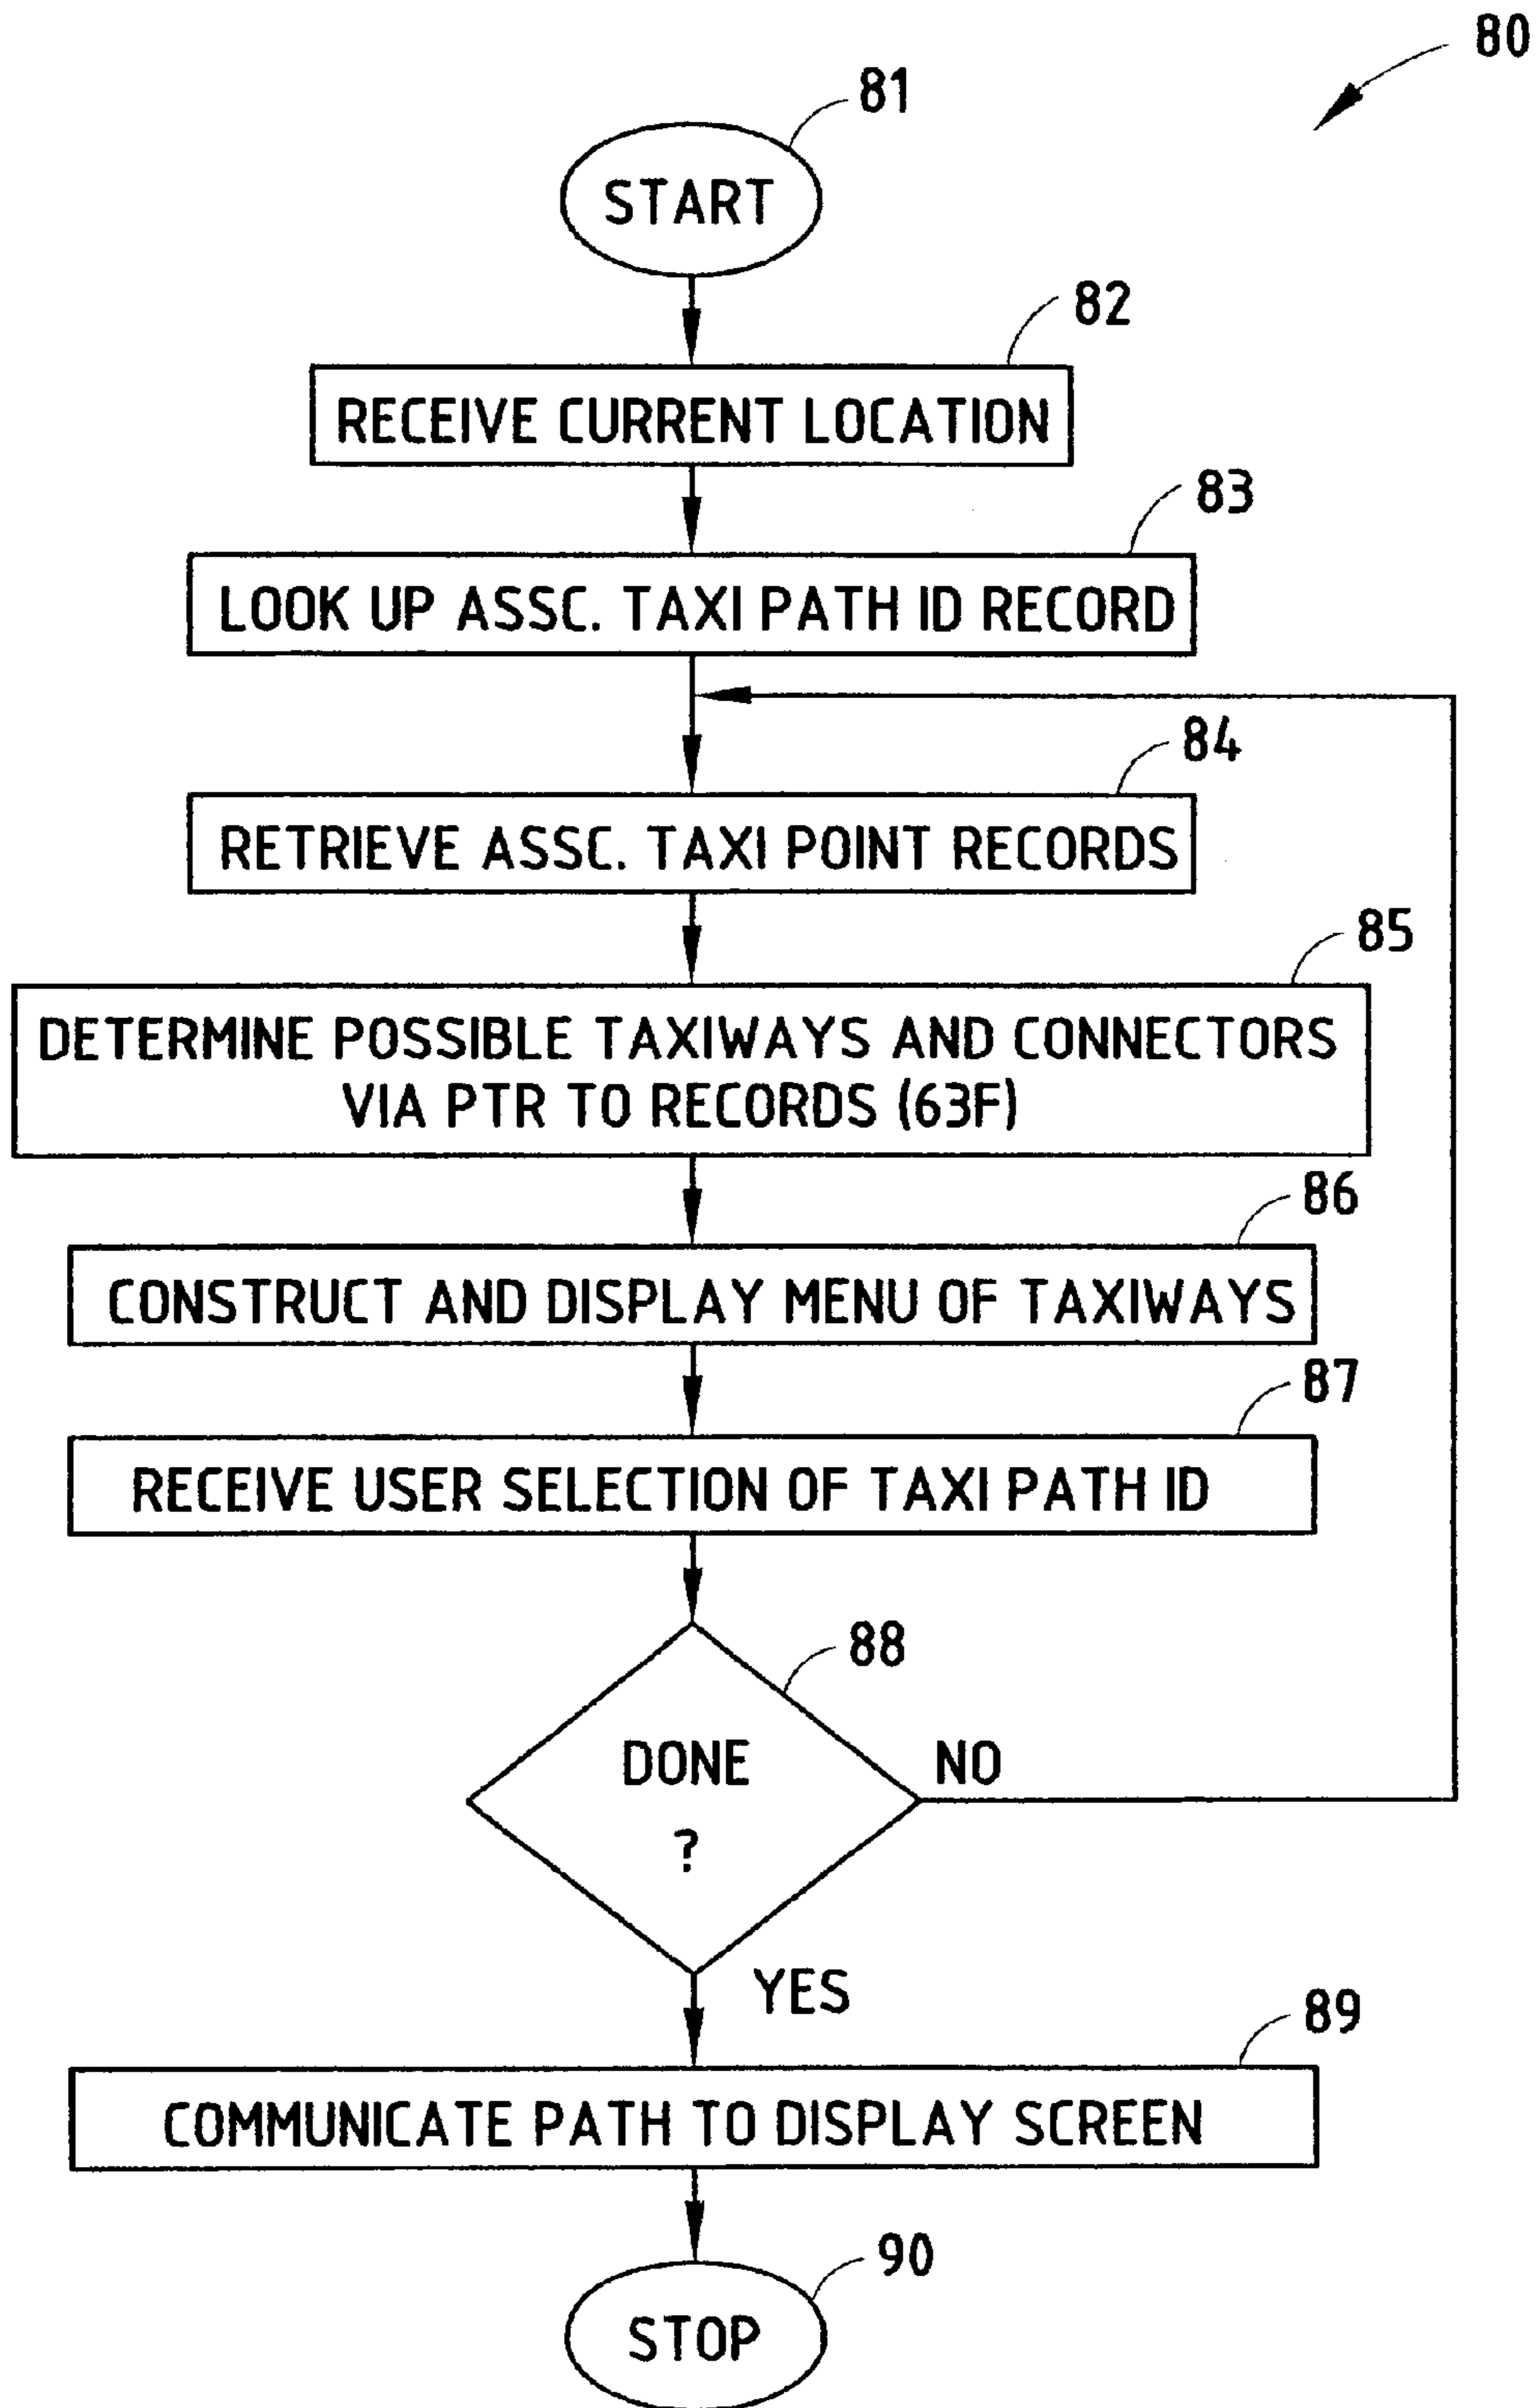 80
81
START
82
RECEIVE CURRENT LOCATION
83
LOOK UP ASSC. TAXI PATH ID RECORD
84
RETRIEVE ASSC. TAXI POINT RECORDS
85
DETERMINE POSSIBLE TAXIWAYS AND CONNECTORS
VIA PTR TO RECORDS (63F)
86
CONSTRUCT AND DISPLAY MENU OF TAXIWAYS
87
RECEIVE USER SELECTION OF TAXI PATH ID
88
DONE
?
NO
YES
89
COMMUNICATE PATH TO DISPLAY SCREEN
90
STOP